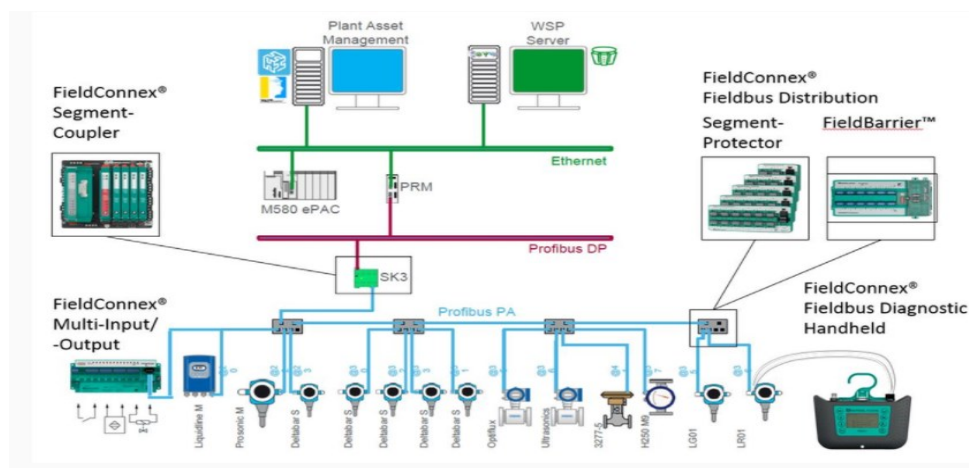 Plant Asset
Management
WSP
Server
FieldConnex®
Segment-
Coupler
FieldConnex®
Fieldbus Distribution
Segment-
Protector
FieldBarrier™
Ethernet
M580 ePAC
PRM
Profibus DP
SK3
FieldConnex®
Multi-Input/
-Output
Profibus PA
FieldConnex®
Fieldbus Diagnostic
Handheld
Liquidline M
Prosonic M
Deltabar S
Deltabar S
Deltabar S
Deltabar S
Deltabar S
Optiflux
Ultrasonics
3277-5
H250 M9
LG01
LR01